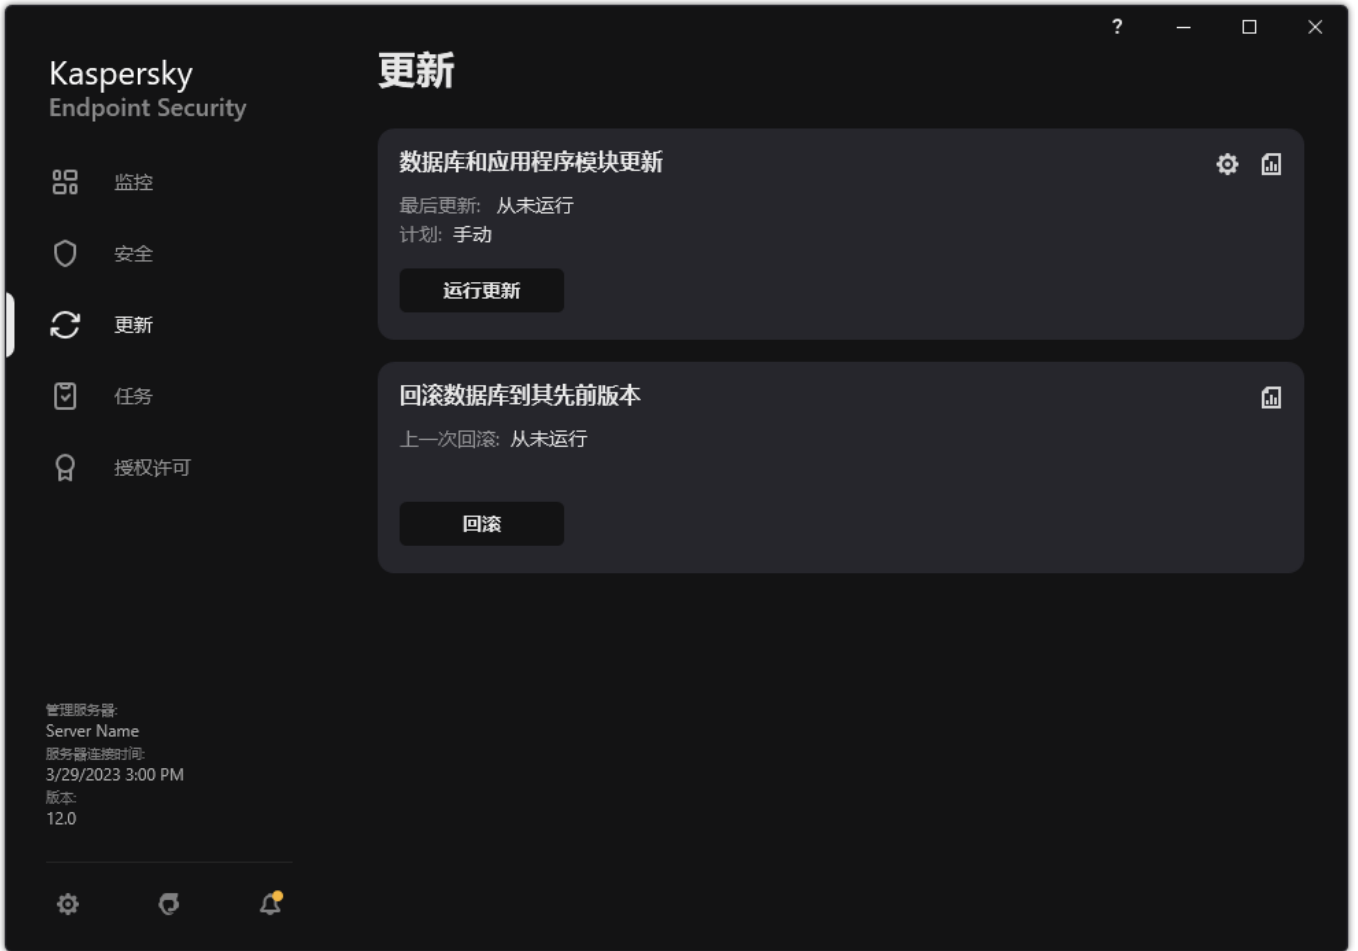 ?
Kaspersky
Endpoint Security
监控
安全
更新
任务
授权许可
管理服务器:
Server Name
服务器连接时间:
3/29/2023 3:00 PM
版本:
12.0
更新
数据库和应用程序模块更新
最后更新: 从未运行
计划: 手动
运行更新
回滚数据库到其先前版本
上一次回滚: 从未运行
回滚